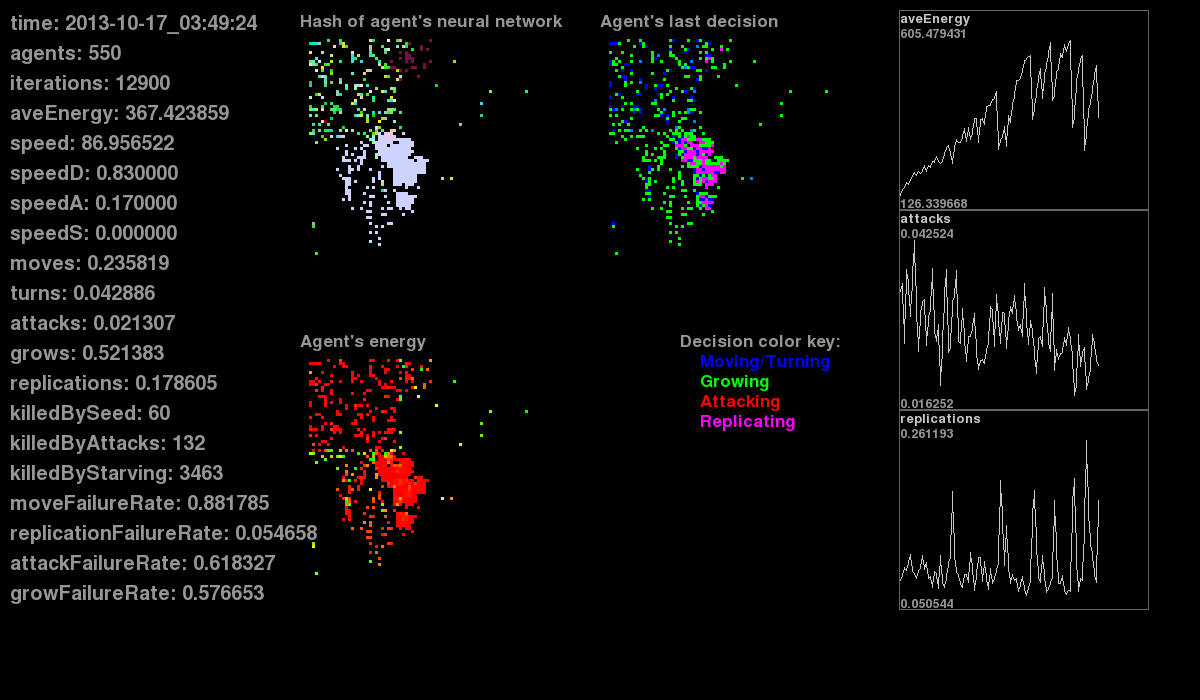 time: 2013-10-17_03:49:24
agents: 550
iterations: 12900
aveEnergy: 367.423859
speed: 86.956522
speedD: 0.830000
speedA: 0.170000
speedS: 0.000000
moves: 0.235819
turns: 0.042886
attacks: 0.021307
grows: 0.521383
replications: 0.178605
killedBySeed: 60
killedByAttacks: 132
killedByStarving: 3463
moveFailureRate: 0.881785
replicationFailureRate: 0.054658
attackFailureRate: 0.618327
growFailureRate: 0.576653
Hash of agent's neural network
Agent's last decision
Agent's energy
Decision color key:
Moving/Turning
Growing
Attacking
Replicating
aveEnergy
605.479431
126.339668
attacks
0.042524
0.016252
replications
0.261193
0.050544